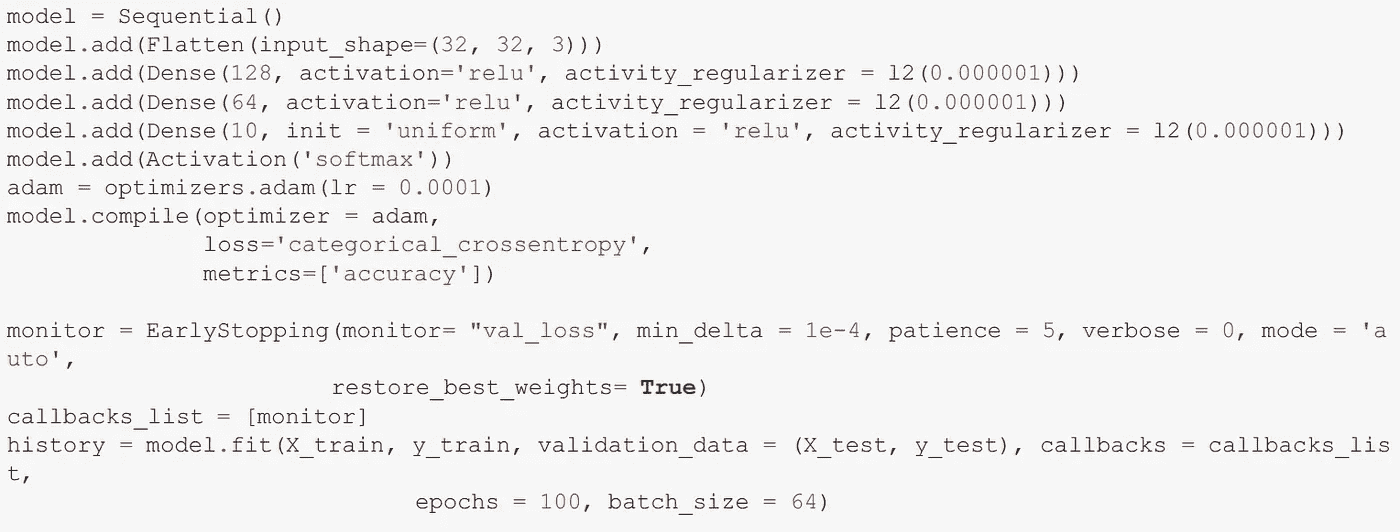 model = Sequential()
model.add(Flatten(input_shape=(32, 32, 3)))
model.add(Dense(128, activation='relu', activity_regularizer = l2(0.000001)))
model.add(Dense(64, activation='relu', activity_regularizer = l2(0.000001)))
model.add(Dense(10, init = 'uniform', activation = 'relu', activity_regularizer = l2(0.000001)))
model.add(Activation('softmax'))
adam = optimizers.adam(lr = 0.0001)
model.compile(optimizer = adam,
              loss='categorical_crossentropy',
              metrics=['accuracy'])

monitor = EarlyStopping(monitor= "val_loss", min_delta = 1e-4, patience = 5, verbose = 0, mode = 'a
uto',
                       restore_best_weights= True)
callbacks_list = [monitor]
history = model.fit(X_train, y_train, validation_data = (X_test, y_test), callbacks = callbacks_lis
t,
                             epochs = 100, batch_size = 64)